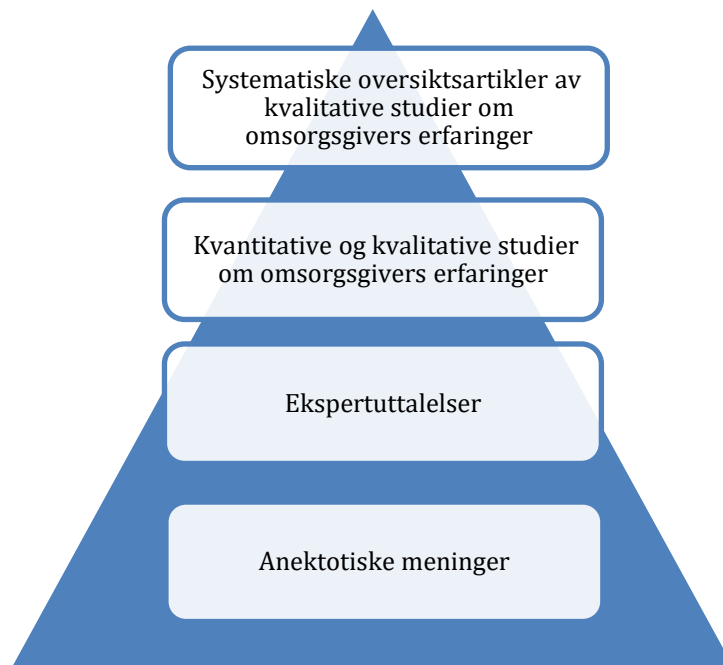 Systematiske oversiktsartikler av
kvalitative studier om
omsorgsgivers erfaringer
Kvantitative og kvalitative studier
om omsorgsgivers erfaringer
Ekspertuttalelser
Anektotiske meninger